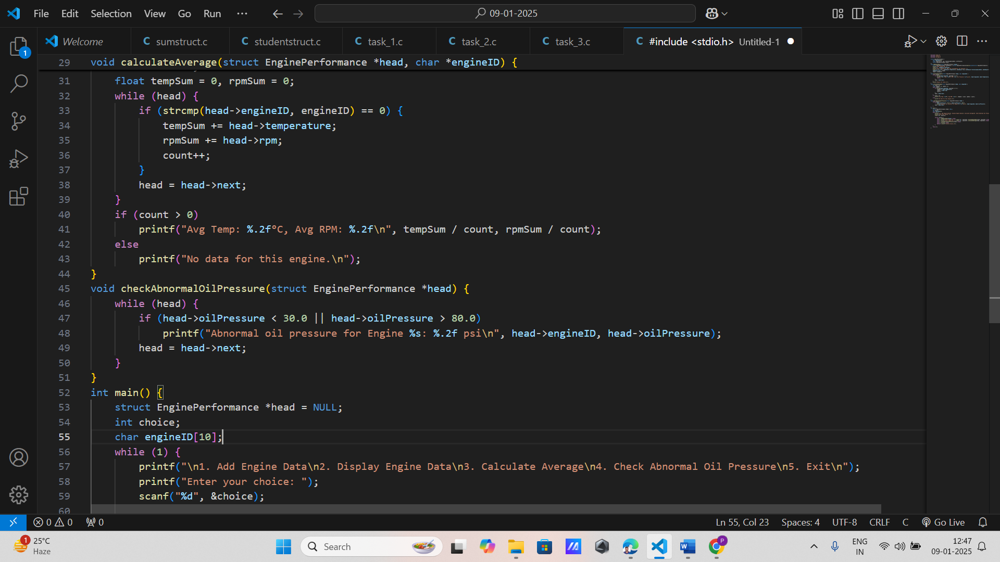 File Edit Selection View Go Run ··· 09-01-2025
Welcome C sumstruct.c C studentstruct.c C task_1.c C task_2.c C task_3.c C #include <stdio.h> Untitled-1
1
29 void calculateAverage(struct EnginePerformance *head, char *engineID) {
31 float tempSum = 0, rpmSum = 0;
32 while (head) {
33 if (strcmp(head->engineID, engineID) == 0) {
34 tempSum += head->temperature;
35 rpmSum += head->rpm;
36 count++;
37 }
38 head = head->next;
39 }
40 if (count > 0)
41 printf("Avg Temp: %.2f°C, Avg RPM: %.2f\n", tempSum / count, rpmSum / count);
42 else
43 printf("No data for this engine.\n");
44 }
45 void checkAbnormalOilPressure(struct EnginePerformance *head) {
46 while (head) {
47 if (head->oilPressure < 30.0 || head->oilPressure > 80.0)
48 printf("Abnormal oil pressure for Engine %s: %.2f psi\n", head->engineID, head->oilPressure);
49 head = head->next;
50 }
51 }
52 int main() {
53 struct EnginePerformance *head = NULL;
54 int choice;
55 char engineID[10];
56 while (1) {
57 printf("\n1. Add Engine Data\n2. Display Engine Data\n3. Calculate Average\n4. Check Abnormal Oil Pressure\n5. Exit\n");
58 printf("Enter your choice: ");
59 scanf("%d", &choice);
60
0 0 0 Ln 55, Col 23 Spaces: 4 UTF-8 CRLF C Go Live
1 25°C
Haze
Search
W
P
ENG
IN
12:47
09-01-2025